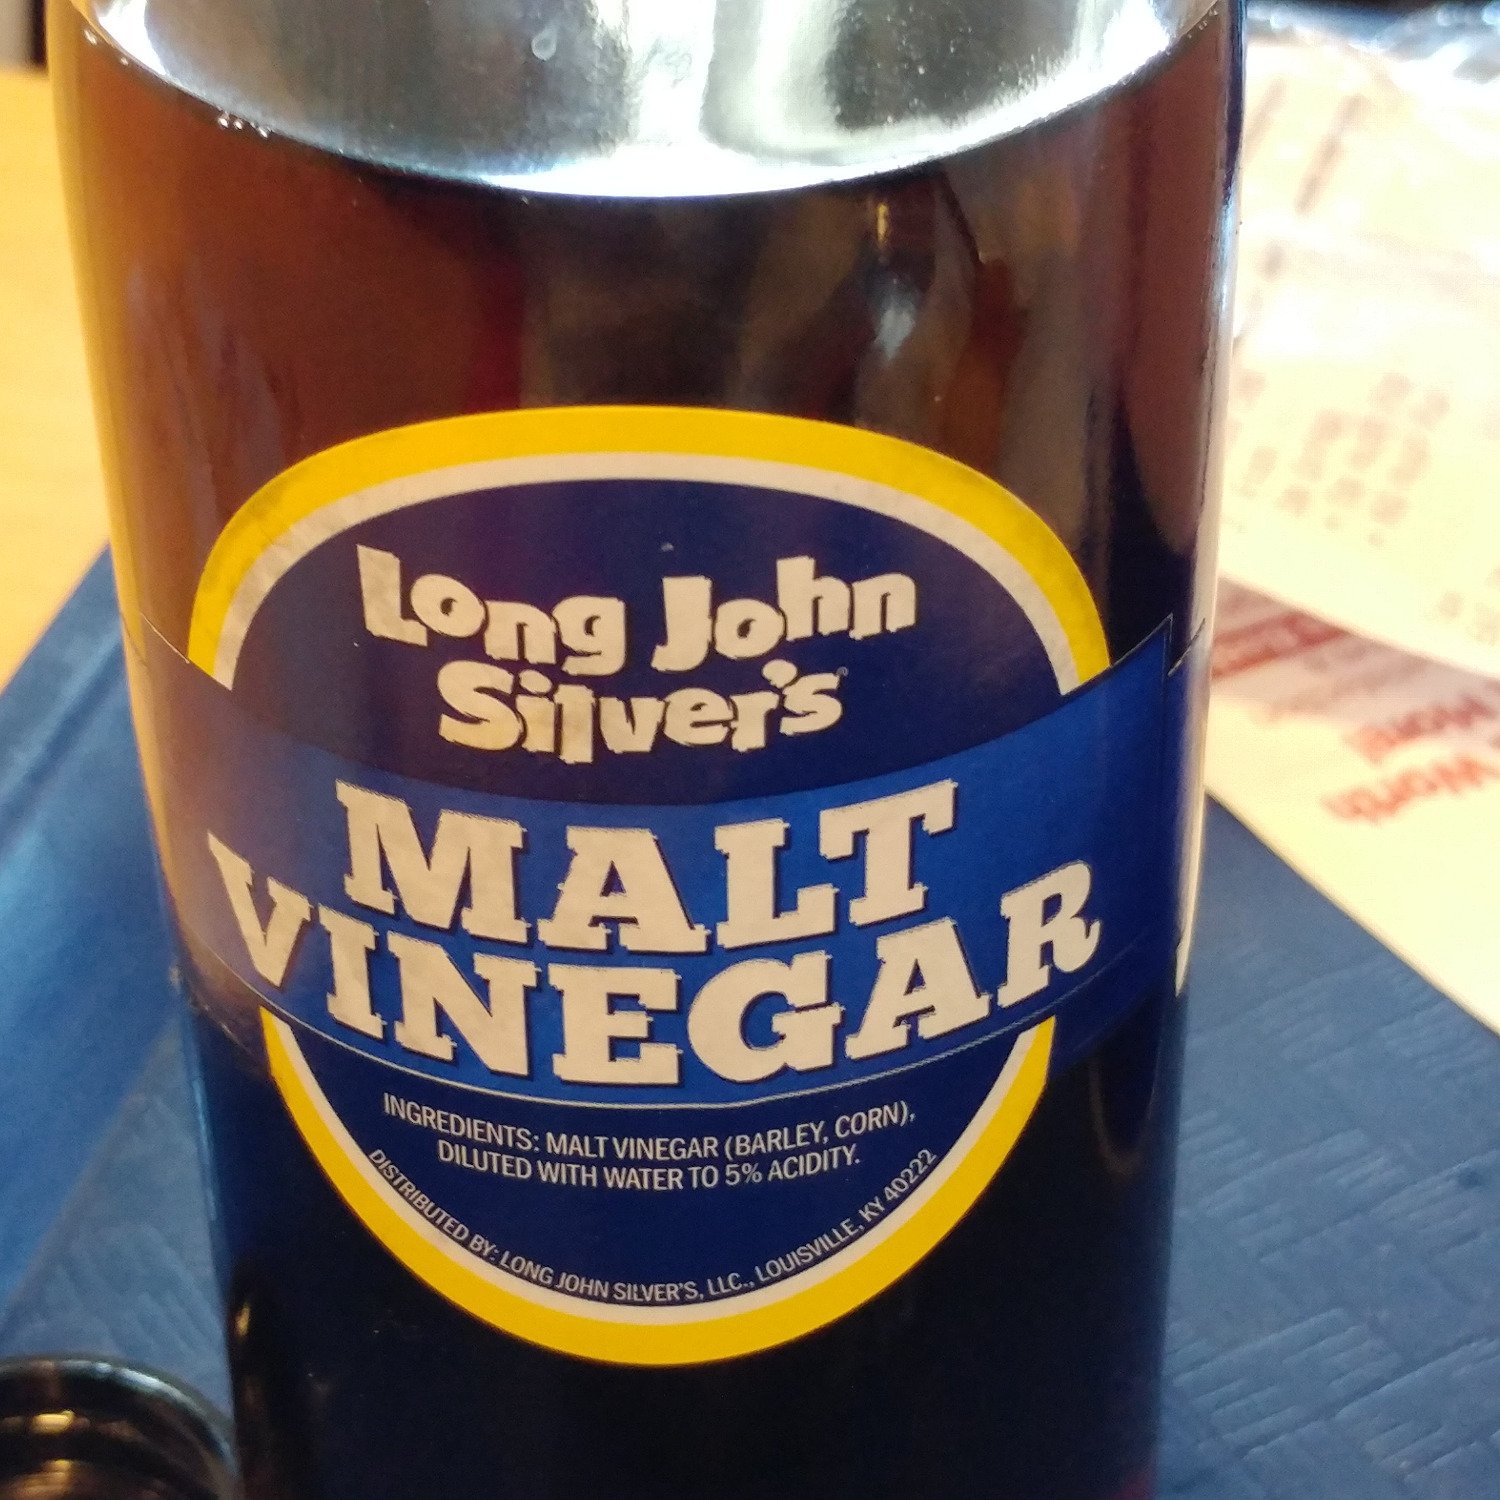 Long John
Silver's
MALT
VINEGAR
INGREDIENTS: MALT VINEGAR (BARLEY, CORN),
DILUTED WITH WATER TO 5% ACIDITY.
DISTRIBUTED BY: LONG JOHN SILVER'S, LLC., LOUISVILLE, KY 40222